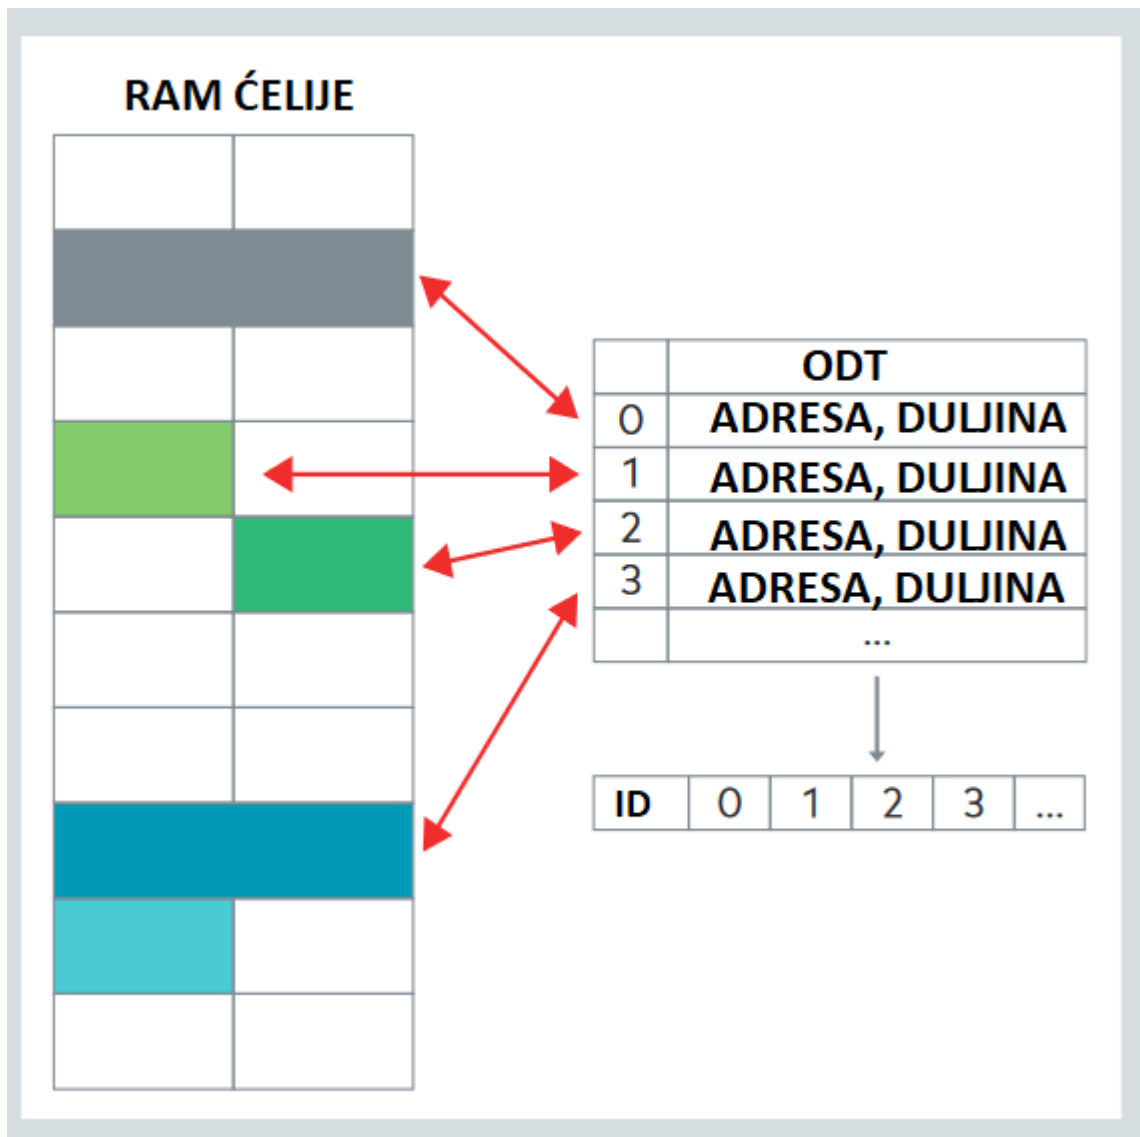 RAM ĆELIJE
ODT
0 ADRESA, DULJINA
1 ADRESA, DULJINA
2 ADRESA, DULJINA
3 ADRESA, DULJINA
...
ID 0 1 2 3 ...